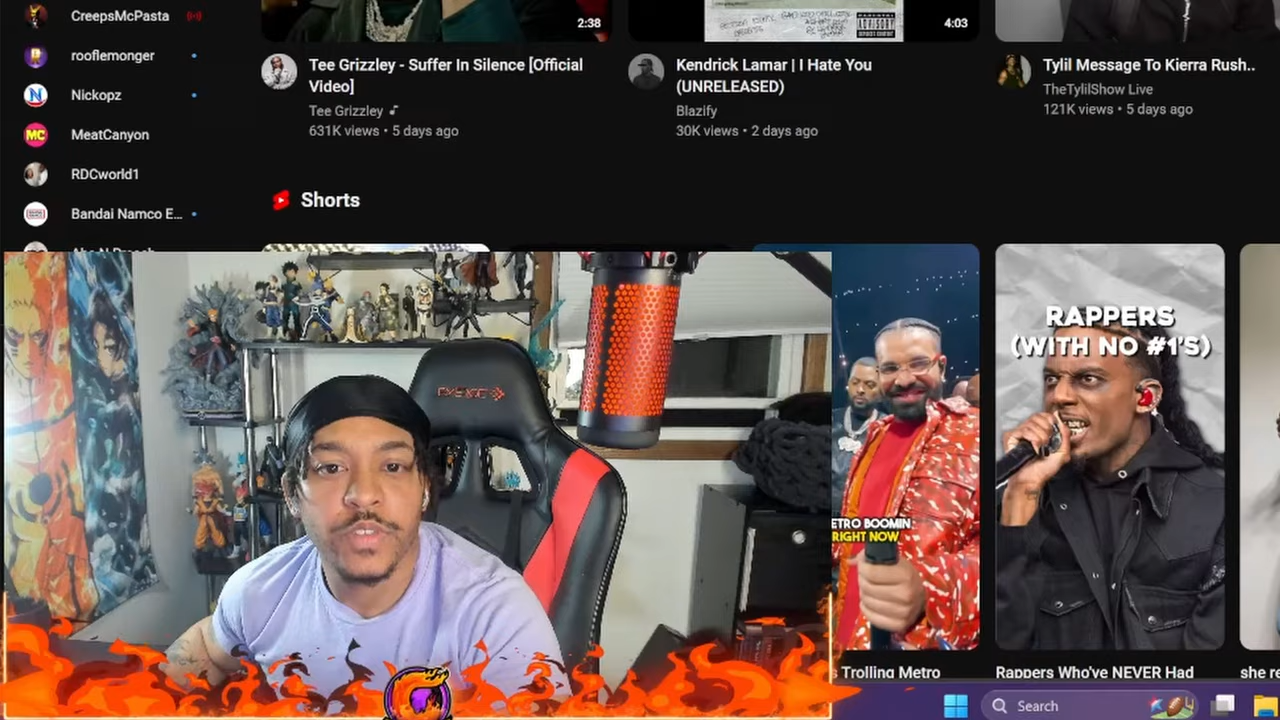 CreepsMcPasta
rooflemonger
Nickopz
MeatCanyon
RDCworld1
Bandai Namco E...
2:38
Tee Grizzley - Suffer In Silence [Official
Video]
Tee Grizzley
631K views • 5 days ago
4:03
Kendrick Lamar | I Hate You
(UNRELEASED)
Blazify
30K views • 2 days ago
Tylil Message To Kierra Rush..
TheTylilShow Live
121K views • 5 days ago
Shorts
ETRO BOOMIN
RIGHT NOW
s Trolling Metro
RAPPERS
(WITH NO #1'S)
Rappers Who've NEVER Had
she re
Search